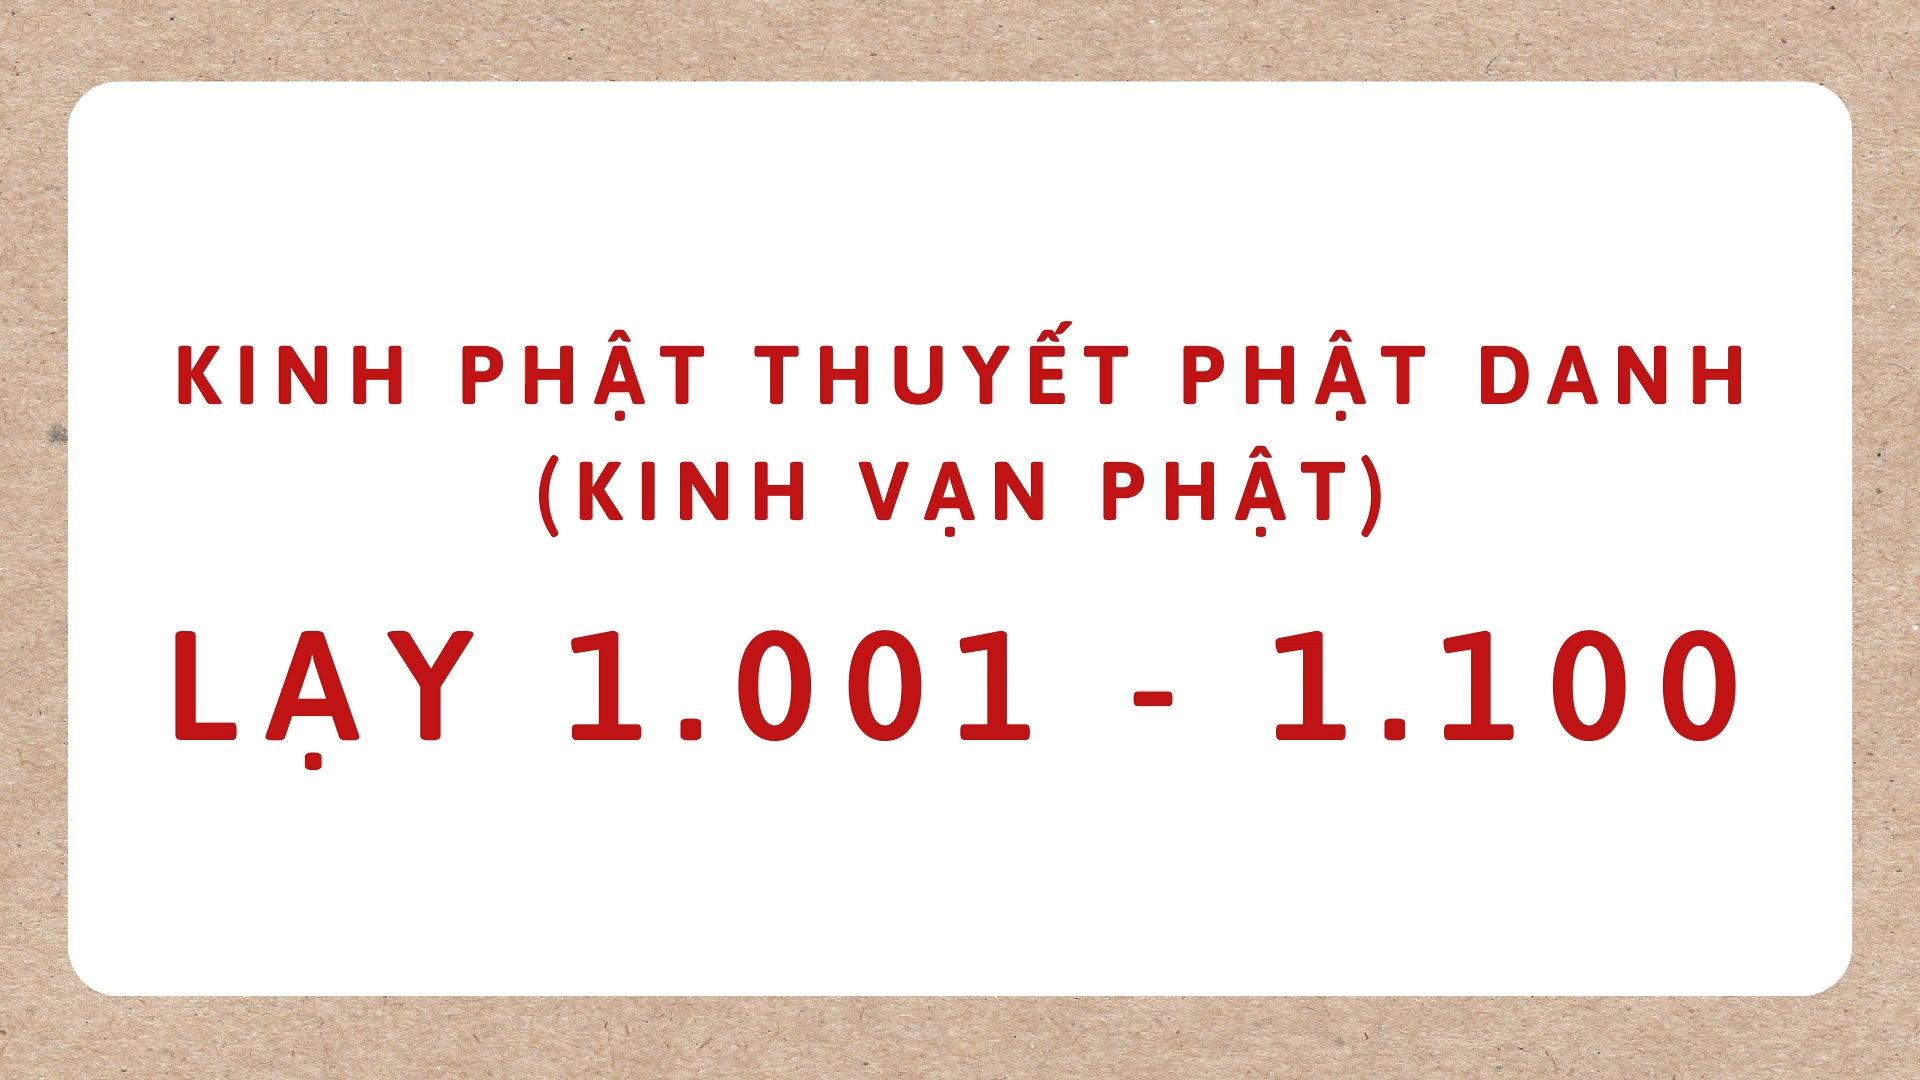 KINH PHẬT THUYẾT PHẬT DANH
(KINH VẠN PHẬT)
LẠY 1.001 - 1.100